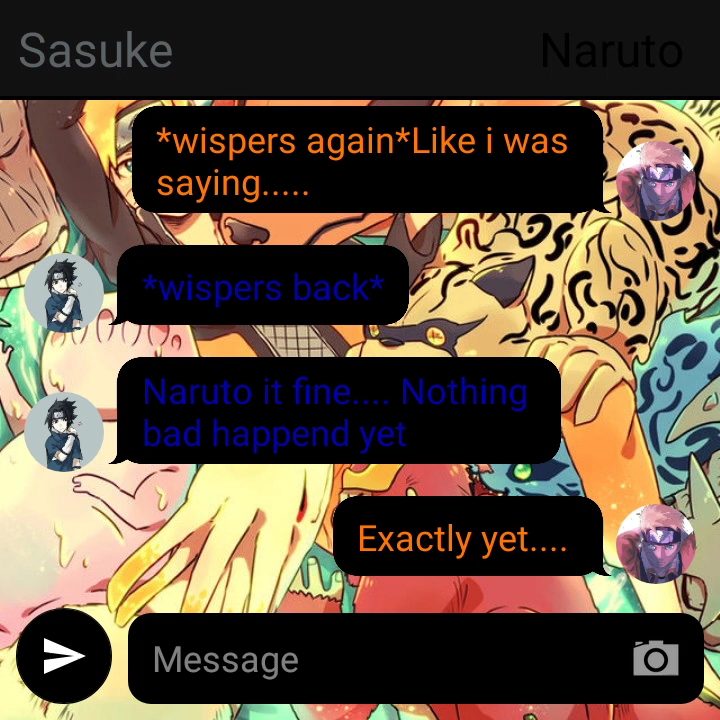 Sasuke
Naruto
*wispers again*Like i was
saying.....
*wispers back*
Naruto it fine.... Nothing
bad happend yet
Exactly yet....
Message